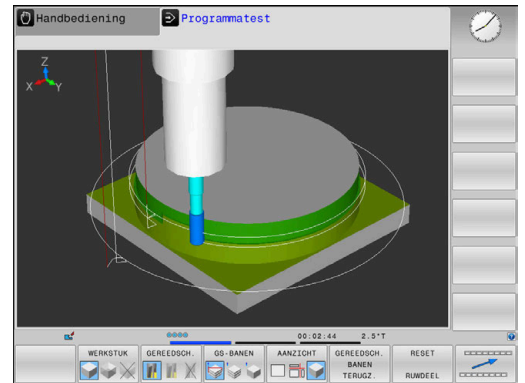 Handbediening
Programmatest
Z
X
Y
00:02:44 2.5*T
WERKSTUK
GEREEDSCH.
GS-BANEN
AANZICHT
GEREEDSCH.
BANEN
TERUGZ.
RESET
RUWDEEL